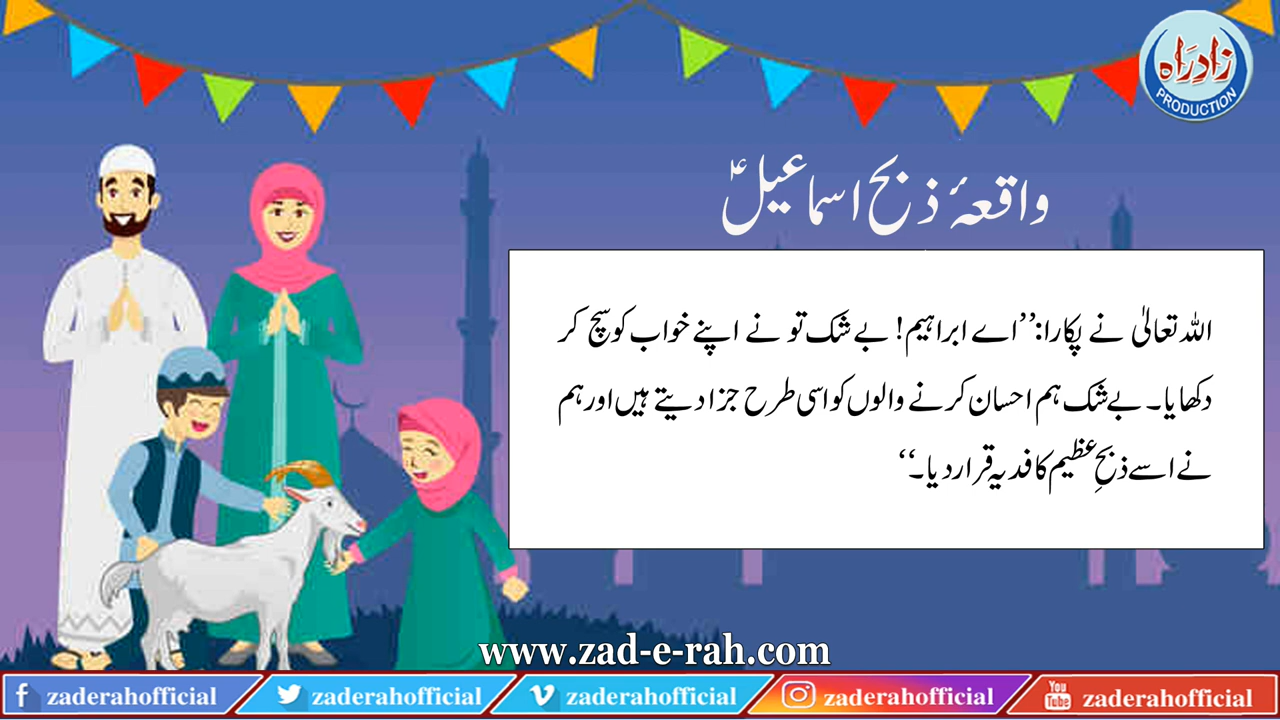 زادِراہ
PRODUCTION
واقعۂ ذبح اسماعیلؑ
اللہ تعالیٰ نے پکارا:’’اے ابراہیم! بے شک تو نے اپنے خواب کو سچ کر
دکھایا۔ بے شک ہم احسان کرنے والوں کو اسی طرح جزا دیتے ہیں اور ہم
نے اسے ذبحِ عظیم کا فدیہ قرار دیا۔‘‘
www.zad-e-rah.com
zaderahofficial
zaderahofficial
zaderahofficial
zaderahofficial
You Tube zaderahofficial